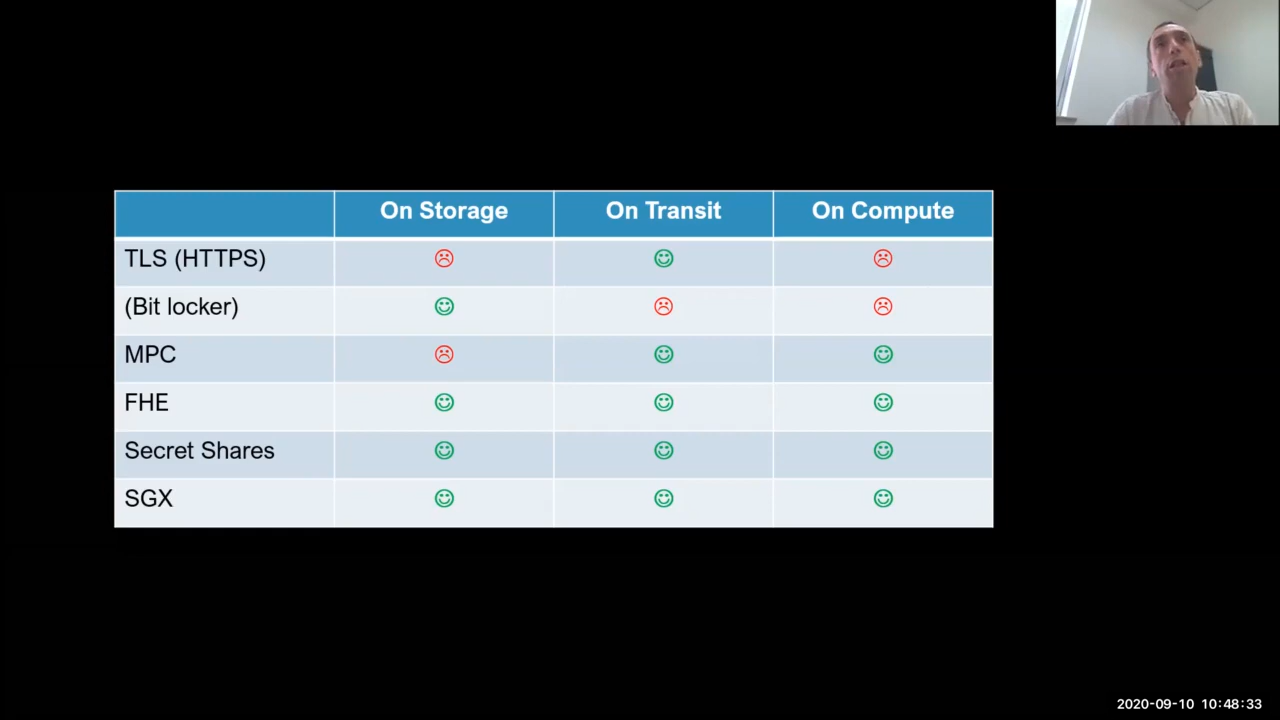 On Storage On Transit On Compute
TLS (HTTPS) ☹ ☺ ☹
(Bit locker) ☺ ☹ ☹
MPC ☹ ☺ ☺
FHE ☺ ☺ ☺
Secret Shares ☺ ☺ ☺
SGX ☺ ☺ ☺
2020-09-10 10:48:33